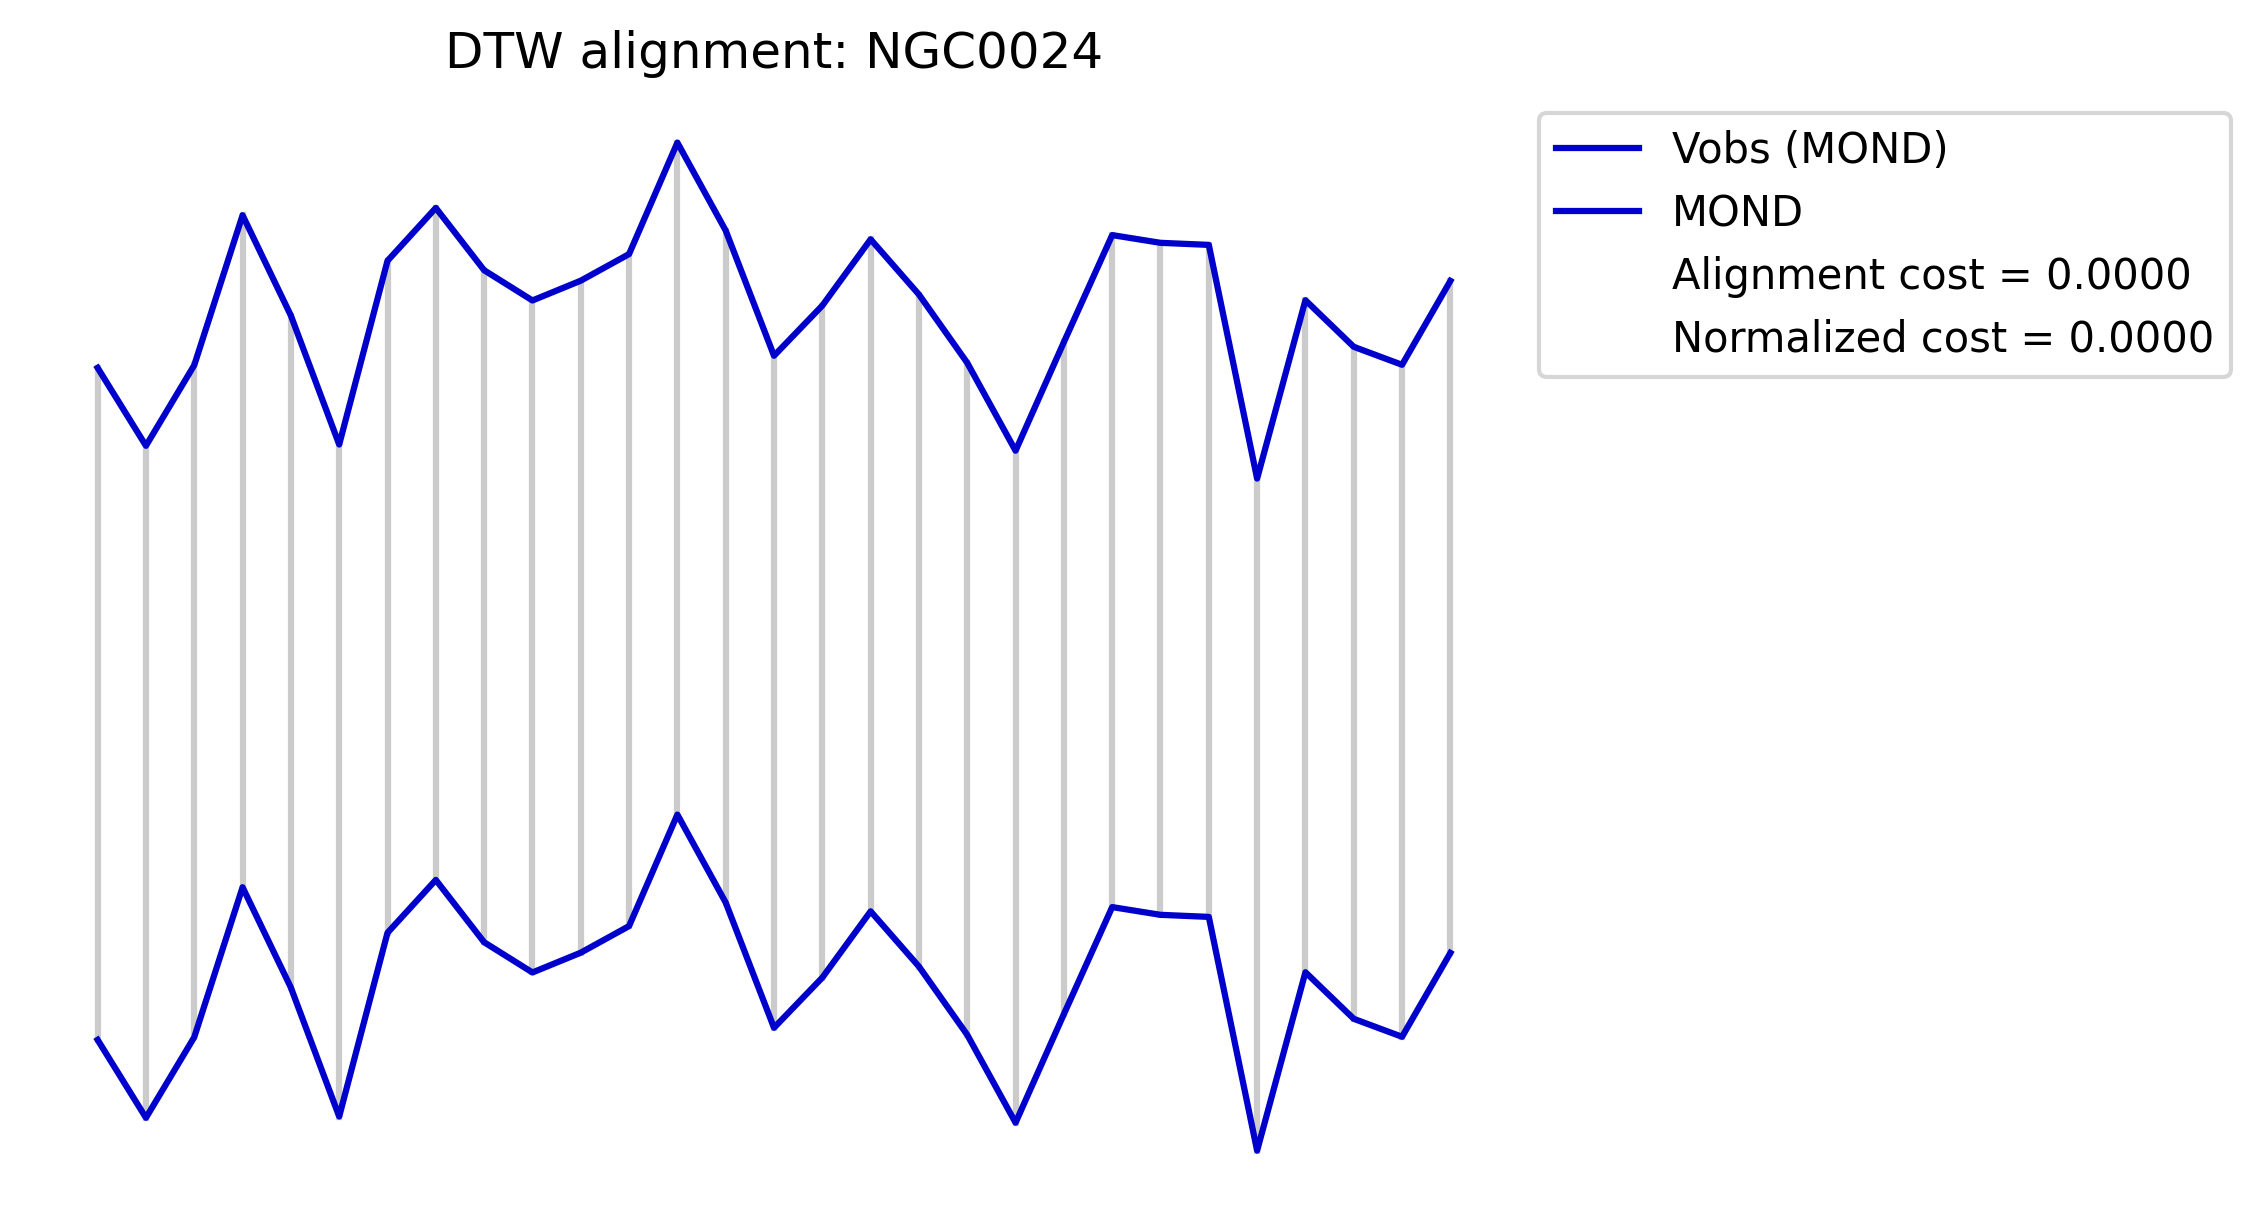 DTW alignment: NGC0024
Vobs (MOND)
MOND
Alignment cost = 0.0000
Normalized cost = 0.0000